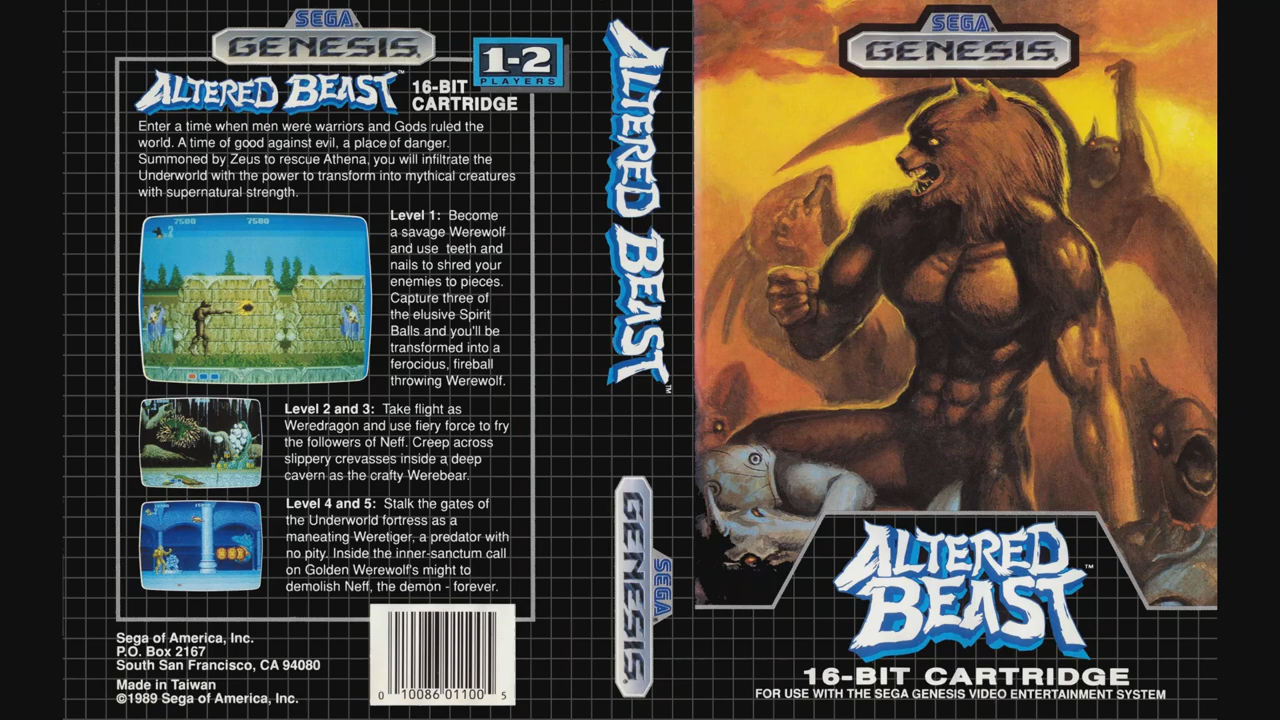 SEGA
GENESIS
ALTERED BEAST™
16-BIT
CARTRIDGE
1-2
PLAYERS
Enter a time when men were warriors and Gods ruled the
world. A time of good against evil, a place of danger.
Summoned by Zeus to rescue Athena, you will infiltrate the
Underworld with the power to transform into mythical creatures
with supernatural strength.
7500 7500
Level 1: Become
a savage Werewolf
and use teeth and
nails to shred your
enemies to pieces.
Capture three of
the elusive Spirit
Balls and you'll be
transformed into a
ferocious, fireball
throwing Werewolf.
Level 2 and 3: Take flight as
Weredragon and use fiery force to fry
the followers of Neff. Creep across
slippery crevasses inside a deep
cavern as the crafty Werebear.
Level 4 and 5: Stalk the gates of
the Underworld fortress as a
maneating Weretiger, a predator with
no pity. Inside the inner-sanctum call
on Golden Werewolf's might to
demolish Neff, the demon - forever.
Sega of America, Inc.
P.O. Box 2167
South San Francisco, CA 94080
Made in Taiwan
©1989 Sega of America, Inc.
0 10086 01100 5
ALTERED BEAST™
SEGA
GENESIS
SEGA
GENESIS
ALTERED
BEAST™
16-BIT CARTRIDGE
FOR USE WITH THE SEGA GENESIS VIDEO ENTERTAINMENT SYSTEM